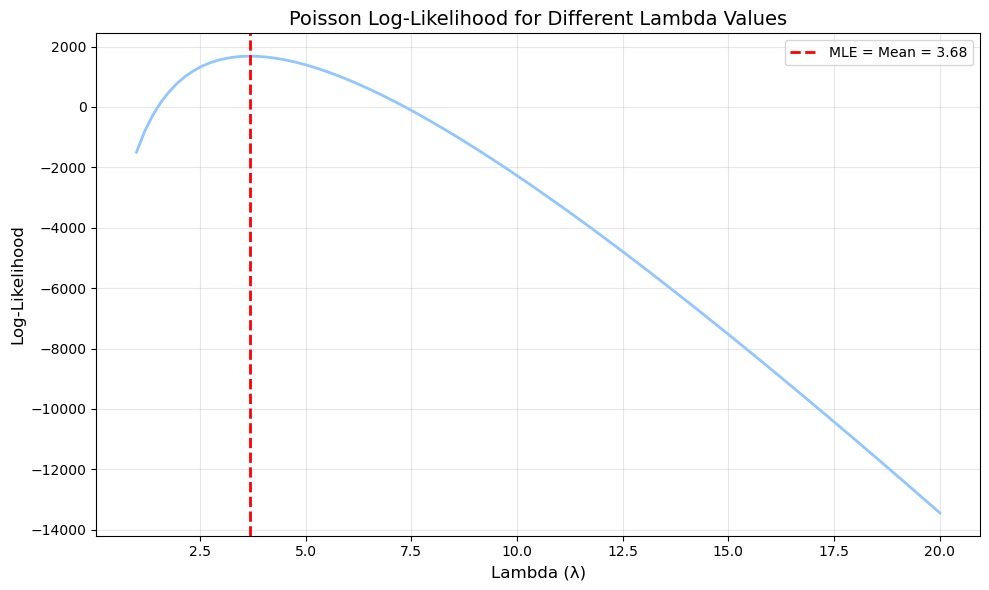 Poisson Log-Likelihood for Different Lambda Values
MLE = Mean = 3.68
2000
0
−2000
−4000
−6000
−8000
−10000
−12000
−14000
Log-Likelihood
2.5 5.0 7.5 10.0 12.5 15.0 17.5 20.0
Lambda (λ)